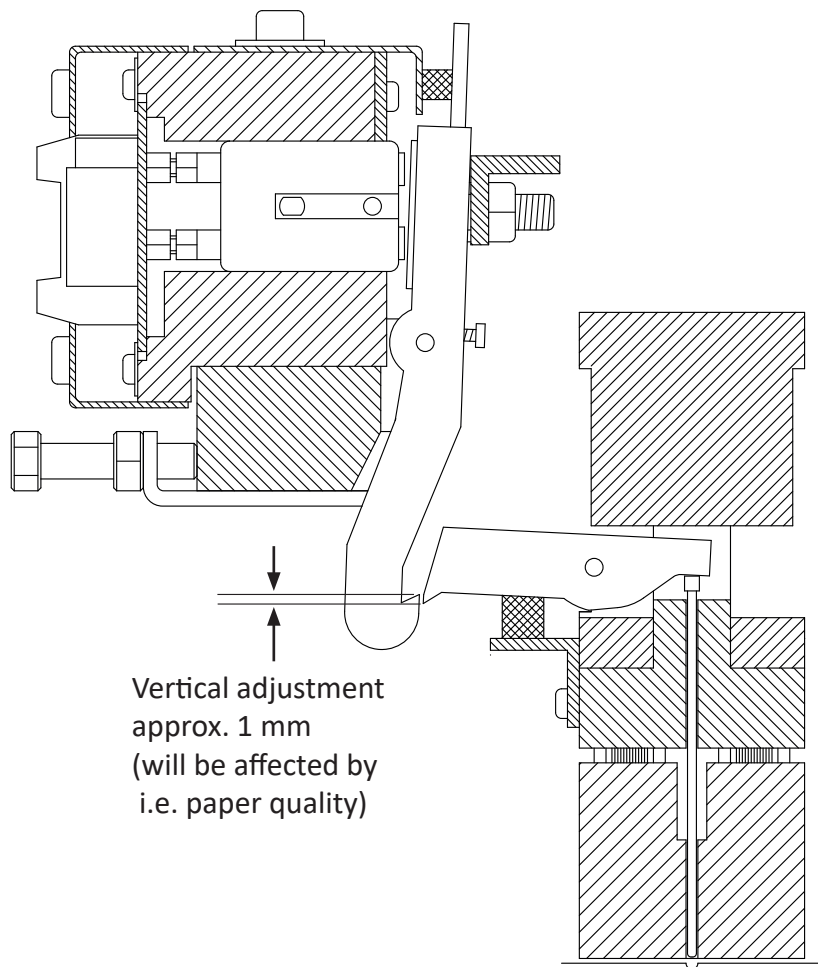 Vertical adjustment
approx. 1 mm
(will be affected by
i.e. paper quality)